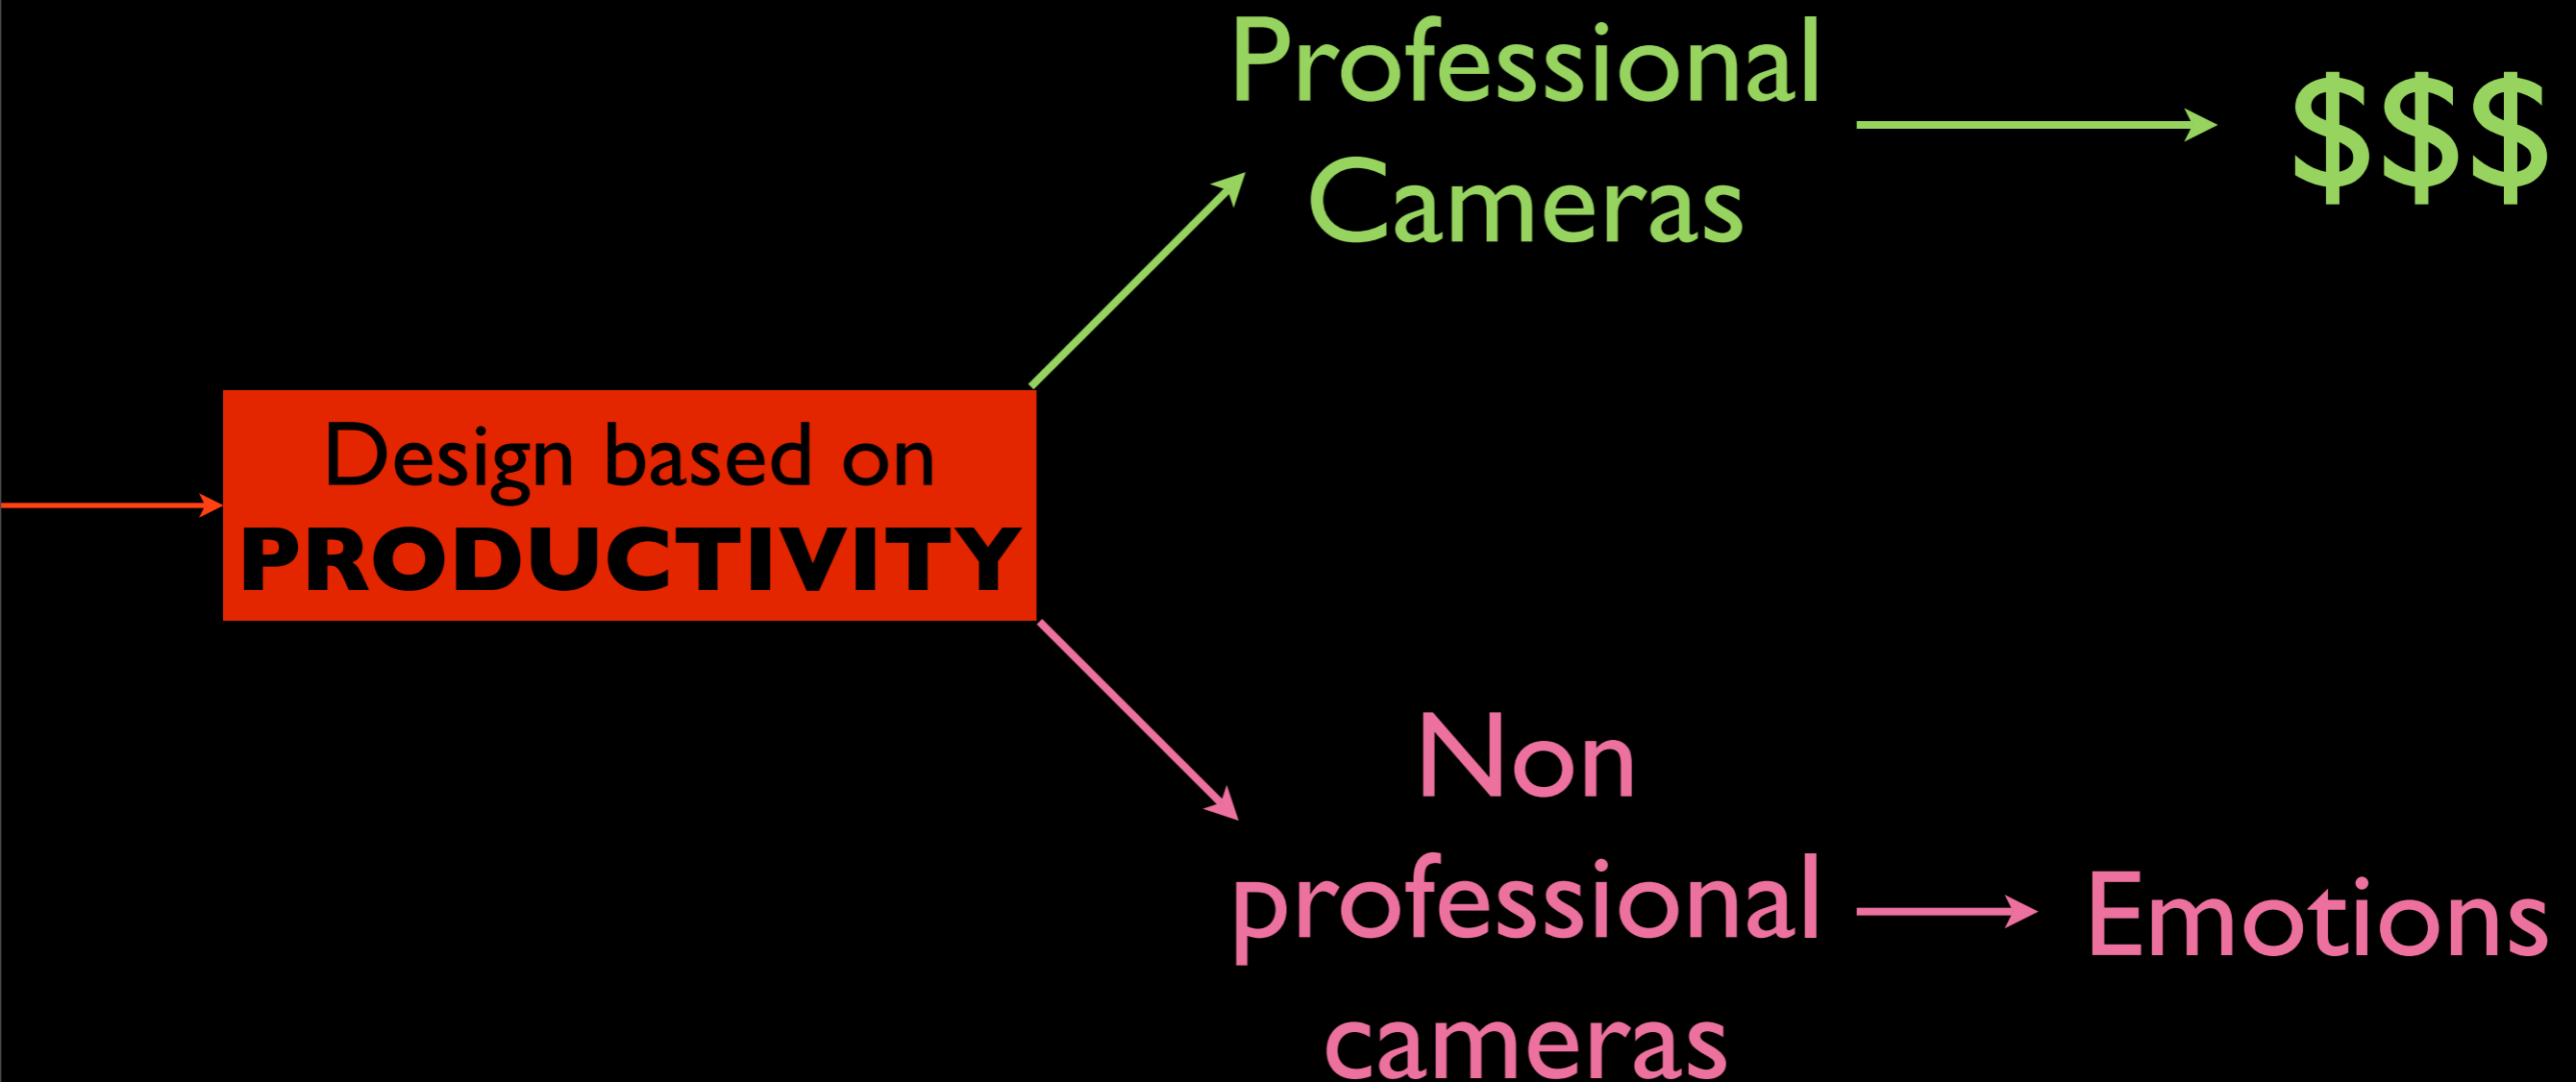 Professional
Cameras
$$$
Design based on
PRODUCTIVITY
Non
professional
cameras
Emotions